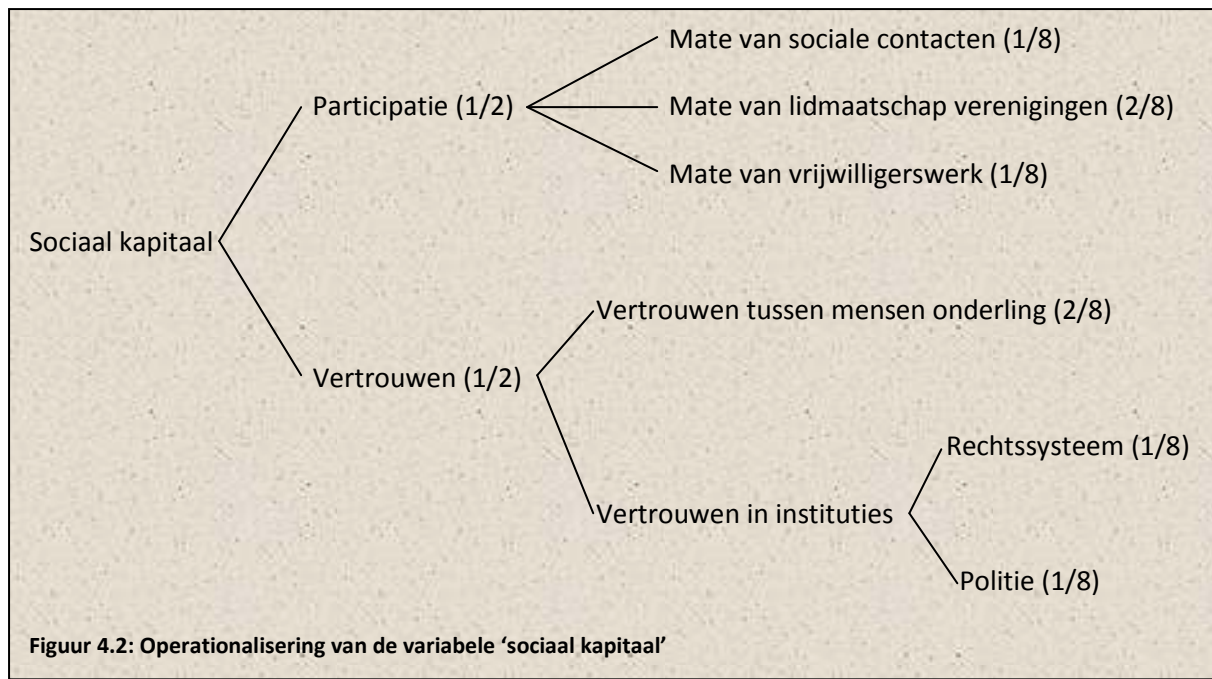 Mate van sociale contacten (1/8)
Participatie (1/2)
Mate van lidmaatschap verenigingen (2/8)
Mate van vrijwilligerswerk (1/8)
Sociaal kapitaal
Vertrouwen tussen mensen onderling (2/8)
Vertrouwen (1/2)
Rechtssysteem (1/8)
Vertrouwen in instituties
Politie (1/8)
Figuur 4.2: Operationalisering van de variabele ‘sociaal kapitaal’